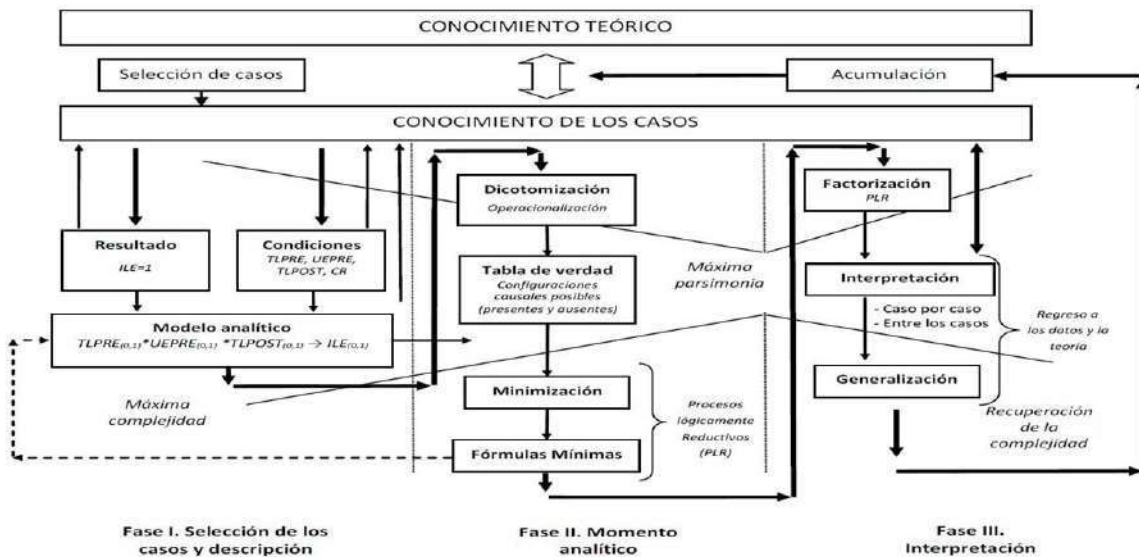 CONOCIMIENTO TEÓRICO
Selección de casos
Acumulación
CONOCIMIENTO DE LOS CASOS
Resultado
ILE=1
Condiciones
TLPRE, UEPRE,
TLPOST, CR
Modelo analítico
TLPRE(0,1)*UEPRE(0,1) *TLPOST(0,1) → ILE(0,1)
Máxima
complejidad
Dicotomización
Operacionalización
Tabla de verdad
Configuraciones
causales posibles
(presentes y ausentes)
Minimización
Fórmulas Mínimas
Procesos
lógicamente
Reductivos
(PLR)
Máxima
parsimonia
Factorización
PLR
Interpretación
- Caso por caso
- Entre los casos
Generalización
Regreso a
los datos y la
teoría
Recuperación
de la
complejidad
Fase I. Selección de los
casos y descripción
Fase II. Momento
analítico
Fase III.
Interpretación